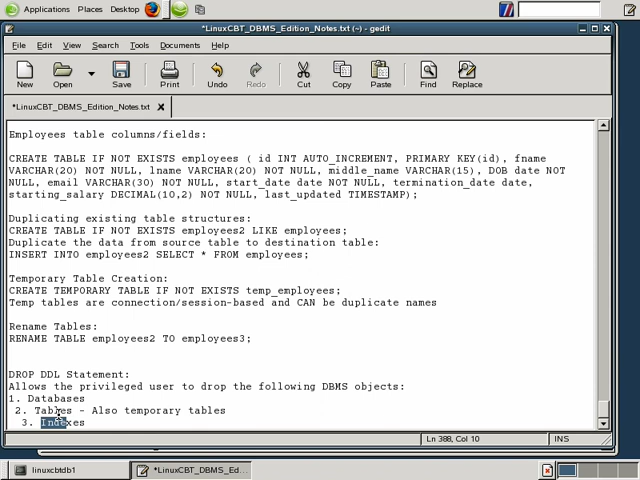 Applications Places Desktop
*LinuxCBT_DBMS_Edition_Notes.txt (~) - gedit
File Edit View Search Tools Documents Help
New Open Save Print Undo Redo Cut Copy Paste Find Replace
*LinuxCBT_DBMS_Edition_Notes.txt
Employees table columns/fields:
CREATE TABLE IF NOT EXISTS employees ( id INT AUTO_INCREMENT, PRIMARY KEY(id), fname
VARCHAR(20) NOT NULL, lname VARCHAR(20) NOT NULL, middle_name VARCHAR(15), DOB date NOT
NULL, email VARCHAR(30) NOT NULL, start_date date NOT NULL, termination_date date,
starting_salary DECIMAL(10,2) NOT NULL, last_updated TIMESTAMP);
Duplicating existing table structures:
CREATE TABLE IF NOT EXISTS employees2 LIKE employees;
Duplicate the data from source table to destination table:
INSERT INTO employees2 SELECT * FROM employees;
Temporary Table Creation:
CREATE TEMPORARY TABLE IF NOT EXISTS temp_employees;
Temp tables are connection/session-based and CAN be duplicate names
Rename Tables:
RENAME TABLE employees2 TO employees3;
DROP DDL Statement:
Allows the privileged user to drop the following DBMS objects:
1. Databases
2. Tables - Also temporary tables
3. Indexes
Ln 388, Col 10 INS
linuxcbtdb1 *LinuxCBT_DBMS_Ed...